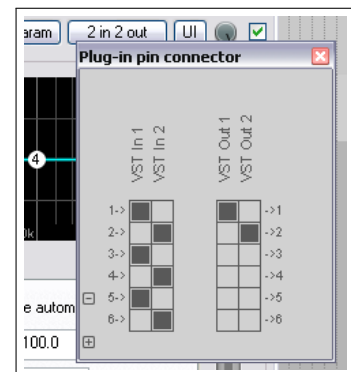 aram 2 in 2 out UI
Plug-in pin connector
VST In 1
VST In 2
VST Out 1
VST Out 2
4
0k
1-> ->1
2-> ->2
3-> ->3
4-> ->4
5-> ->5
6-> ->6
e autom
100.0